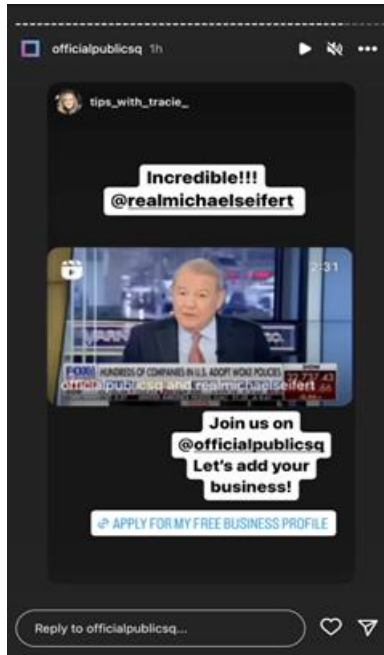 officialpublicsq 1h
tips_with_tracie_
Incredible!!!
@realmichaelseifert
2:31
FOX HUNDREDS OF COMPANIES IN U.S. ADOPT WOKE POLICIES
officialpublicsq and realmichaelseifert
Join us on
@officialpublicsq
Let's add your
business!
APPLY FOR MY FREE BUSINESS PROFILE
Reply to officialpublicsq...